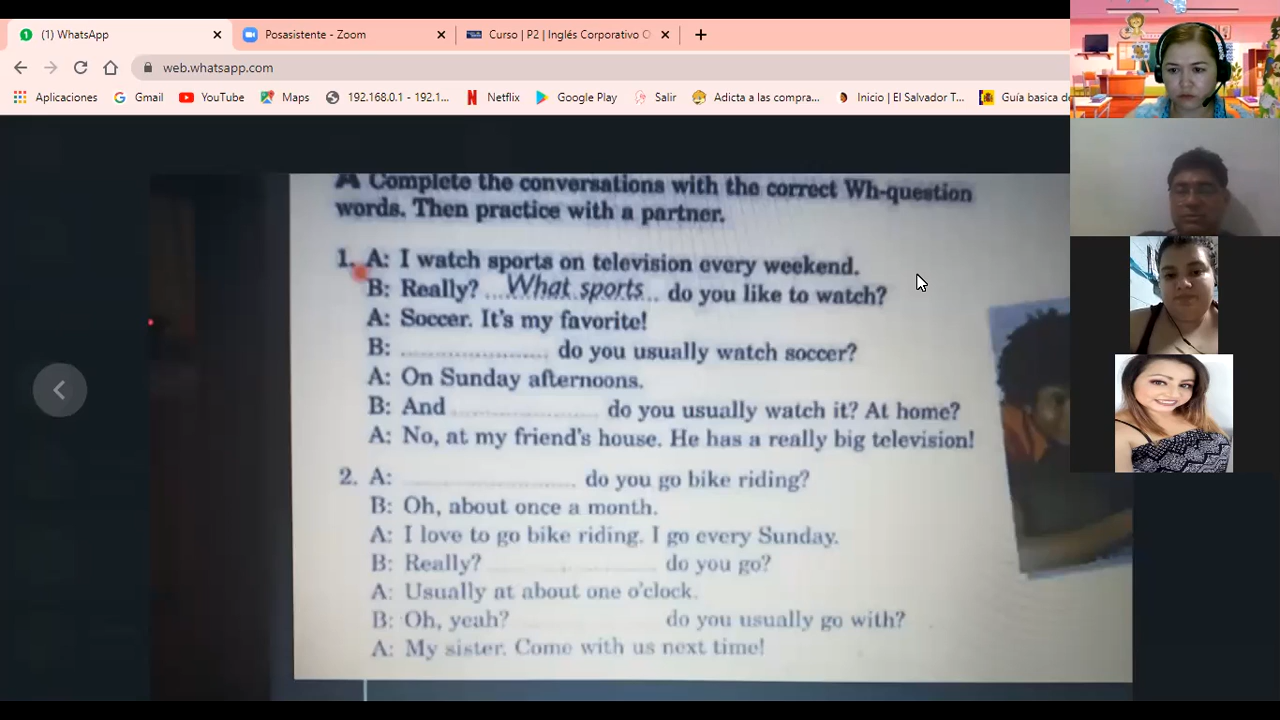 (1) WhatsApp
Posasistente - Zoom
Curso | P2 | Inglés Corporativo
web.whatsapp.com
Aplicaciones Gmail YouTube Maps 192.168.0.1 - 192.1... Netflix Google Play Salir Adicta a las compra... Inicio | El Salvador T... Guía basica de
A Complete the conversations with the correct Wh-question
words. Then practice with a partner.
1. A: I watch sports on television every weekend.
B: Really? ...What sports... do you like to watch?
A: Soccer. It's my favorite!
B: .................... do you usually watch soccer?
A: On Sunday afternoons.
B: And .................... do you usually watch it? At home?
A: No, at my friend's house. He has a really big television!
2. A: .................... do you go bike riding?
B: Oh, about once a month.
A: I love to go bike riding. I go every Sunday.
B: Really? .................... do you go?
A: Usually at about one o'clock.
B: Oh, yeah? do you usually go with?
A: My sister. Come with us next time!